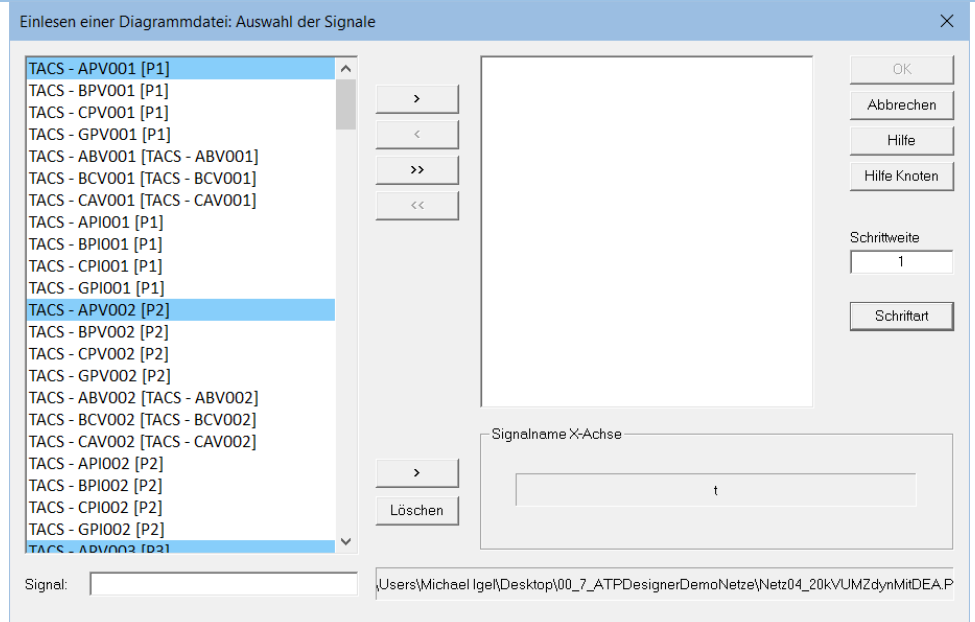 Einlesen einer Diagrammdatei: Auswahl der Signale
TACS - APV001 [P1]
TACS - BPV001 [P1]
TACS - CPV001 [P1]
TACS - GPV001 [P1]
TACS - ABV001 [TACS - ABV001]
TACS - BCV001 [TACS - BCV001]
TACS - CAV001 [TACS - CAV001]
TACS - API001 [P1]
TACS - BPI001 [P1]
TACS - CPI001 [P1]
TACS - GPI001 [P1]
TACS - APV002 [P2]
TACS - BPV002 [P2]
TACS - CPV002 [P2]
TACS - GPV002 [P2]
TACS - ABV002 [TACS - ABV002]
TACS - BCV002 [TACS - BCV002]
TACS - CAV002 [TACS - CAV002]
TACS - API002 [P2]
TACS - BPI002 [P2]
TACS - CPI002 [P2]
TACS - GPI002 [P2]
TACS - APV003 [P3]
>
<
>>
<<
>
Löschen
OK
Abbrechen
Hilfe
Hilfe Knoten
Schrittweite
1
Schriftart
Signalname X-Achse
t
Signal:
\Users\Michael Igel\Desktop\00_7_ATPDesignerDemoNetze\Netz04_20kVUMZdynMitDEA.P